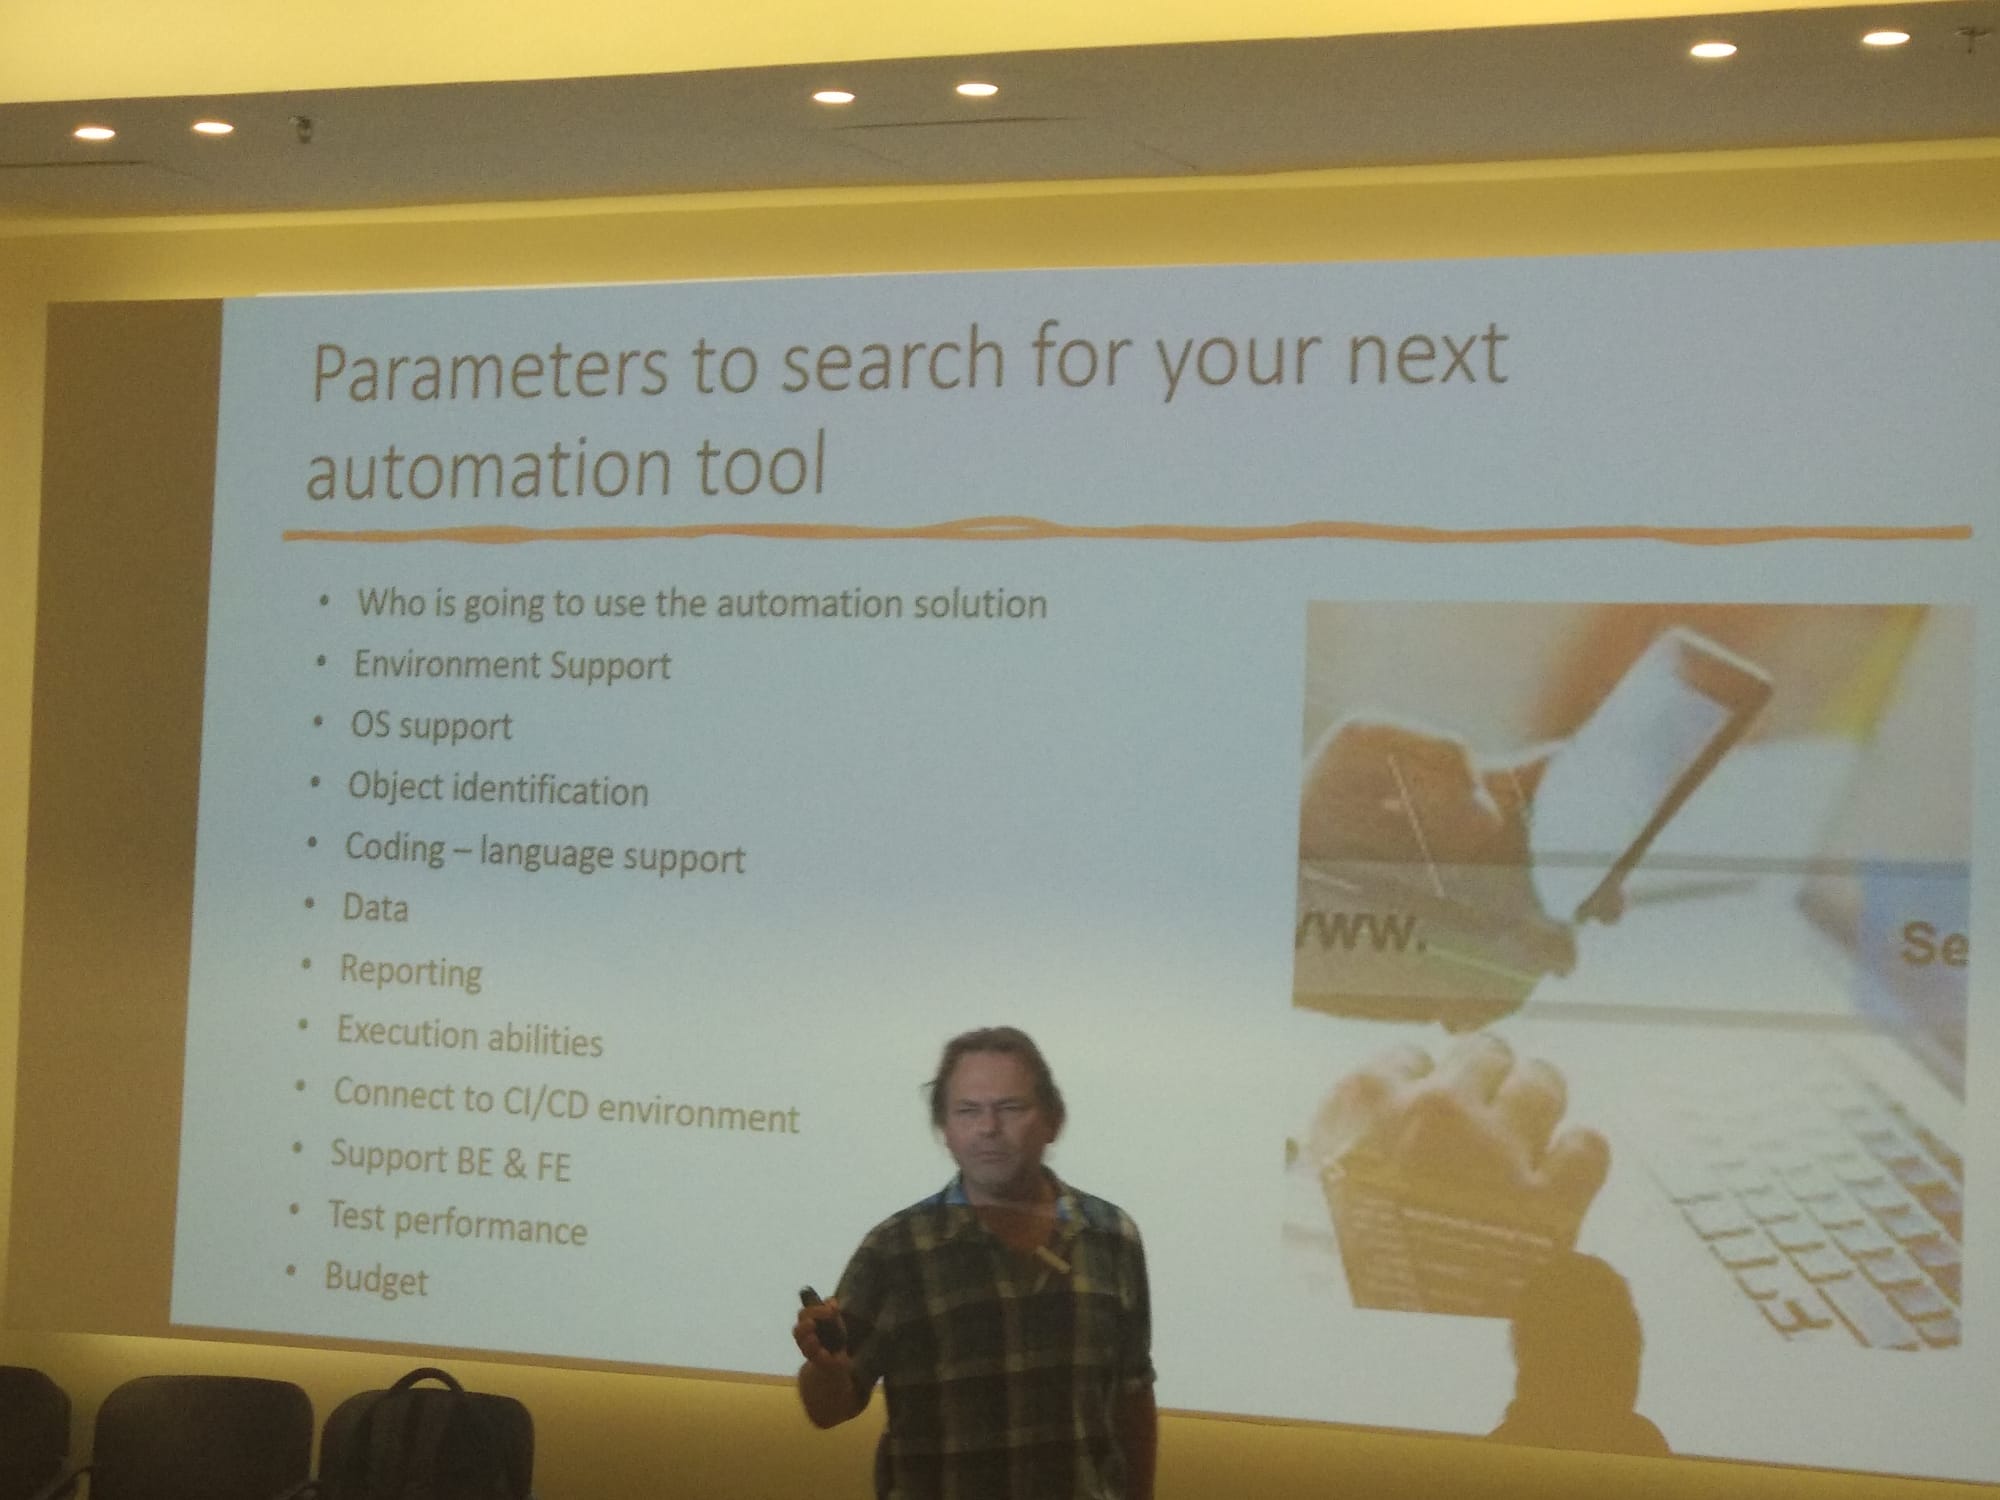 Parameters to search for your next
automation tool
• Who is going to use the automation solution
• Environment Support
• OS support
• Object identification
• Coding – language support
• Data
• Reporting
• Execution abilities
• Connect to CI/CD environment
• Support BE & FE
• Test performance
• Budget
ww.
Se